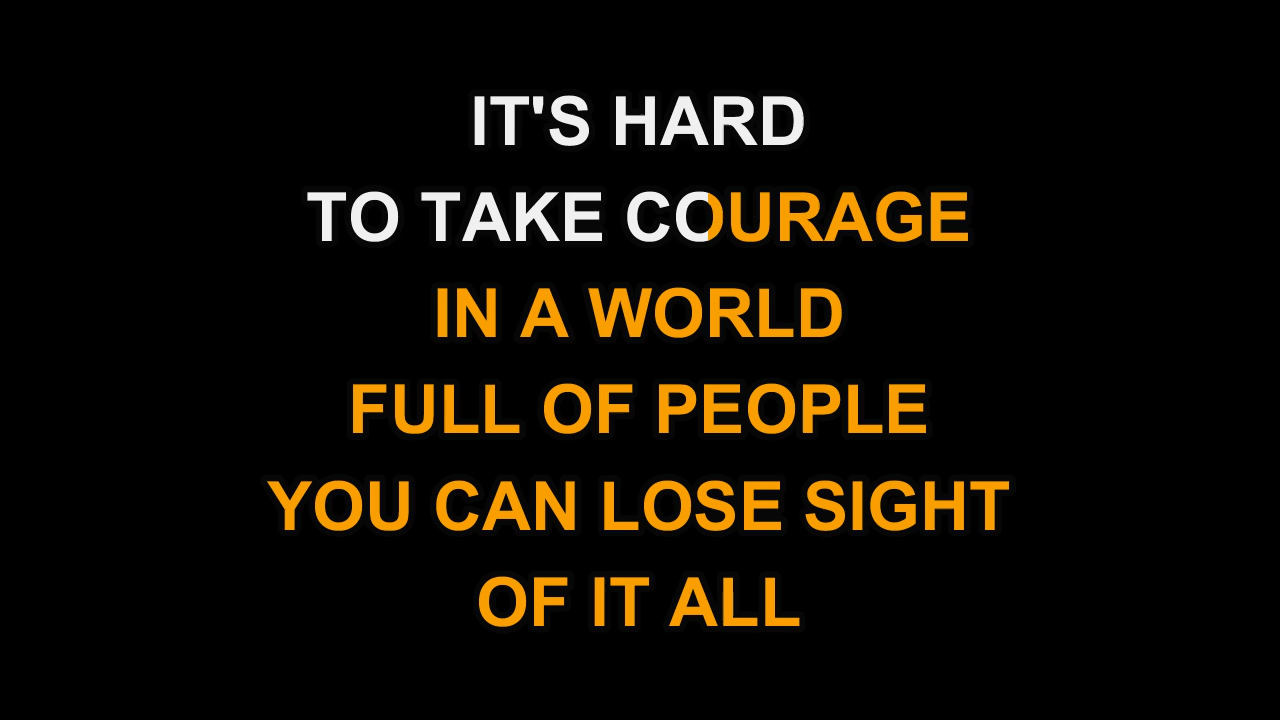 IT'S HARD
TO TAKE COURAGE
IN A WORLD
FULL OF PEOPLE
YOU CAN LOSE SIGHT
OF IT ALL